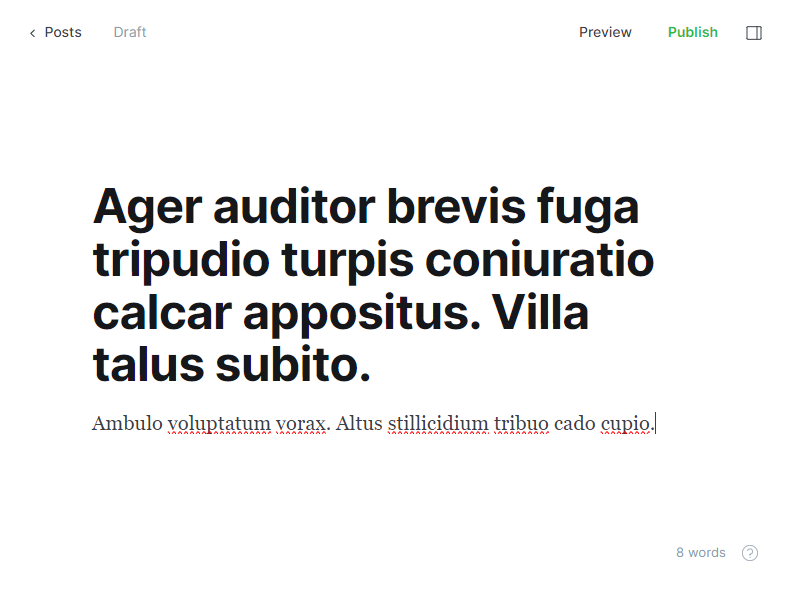 Posts Draft Preview Publish
Ager auditor brevis fuga
tripudio turpis coniuratio
calcar appositus. Villa
talus subito.
Ambulo voluptatum vorax. Altus stillicidium tribuo cado cupio.
8 words ?